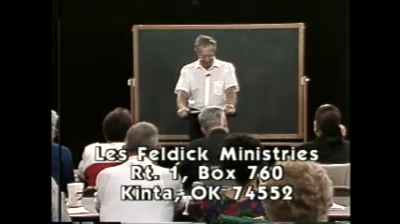 Les Feldick Ministries
Rt. 1, Box 760
Kinta, OK 74552